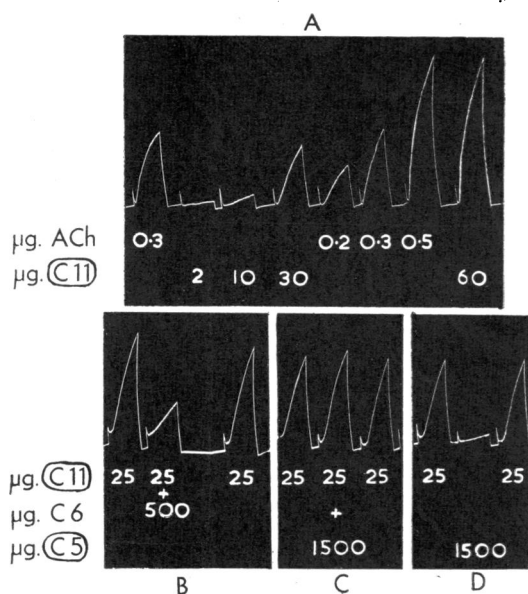 A
µg. ACh 0·3 0·2 0·3 0·5
µg. C11 2 10 30 60
µg. C11 25 25 25 25 25 25 25 25
+ +
µg. C6 500
µg. C5 1500 1500
B C D